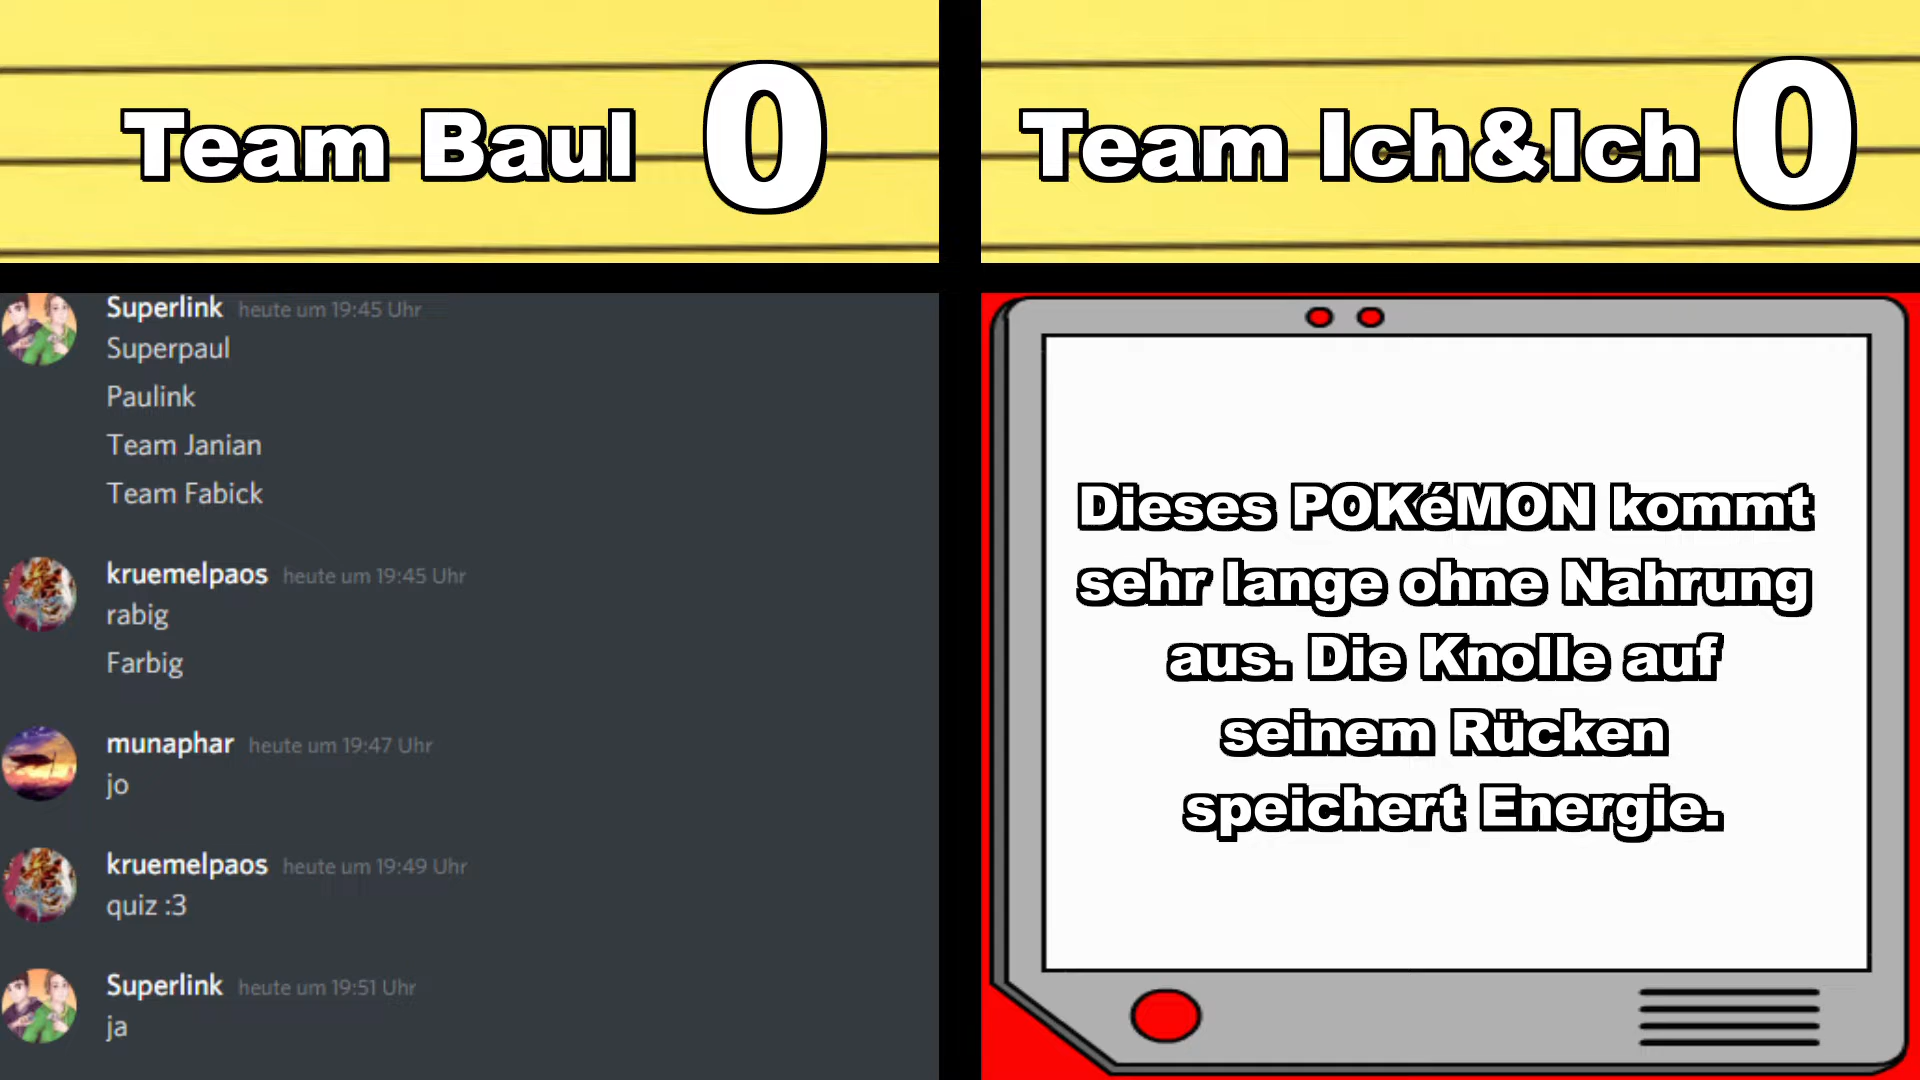 Team Baul 0
Team Ich&Ich 0
Superlink heute um 19:45 Uhr
Superpaul
Paulink
Team Janian
Team Fabick
kruemelpaos heute um 19:45 Uhr
rabig
Farbig
munaphar heute um 19:47 Uhr
jo
kruemelpaos heute um 19:49 Uhr
quiz :3
Superlink heute um 19:51 Uhr
ja
Dieses POKéMON kommt
sehr lange ohne Nahrung
aus. Die Knolle auf
seinem Rücken
speichert Energie.